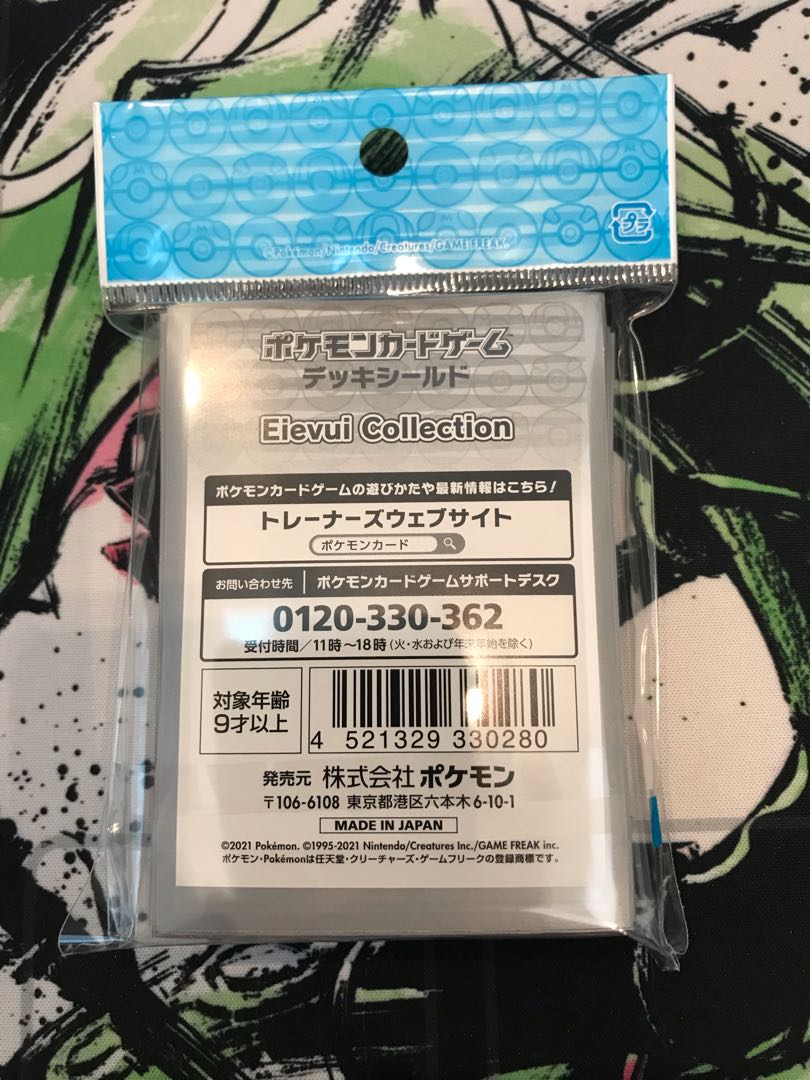 ©Pokémon/Nintendo/Creatures/GAME FREAK.
プラ
ポケモンカードゲーム
デッキシールド
Eievui Collection
ポケモンカードゲームの遊びかたや最新情報はこちら!
トレーナーズウェブサイト
ポケモンカード
お問い合わせ先 ポケモンカードゲームサポートデスク
0120-330-362
受付時間/11時~18時(火・水および年末年始を除く)
対象年齢
9才以上
4 521329 330280
発売元 株式会社 ポケモン
〒106-6108 東京都港区六本木6-10-1
MADE IN JAPAN
©2021 Pokémon. ©1995-2021 Nintendo/Creatures Inc./GAME FREAK inc.
ポケモン・Pokémonは任天堂・クリーチャーズ・ゲームフリークの登録商標です。